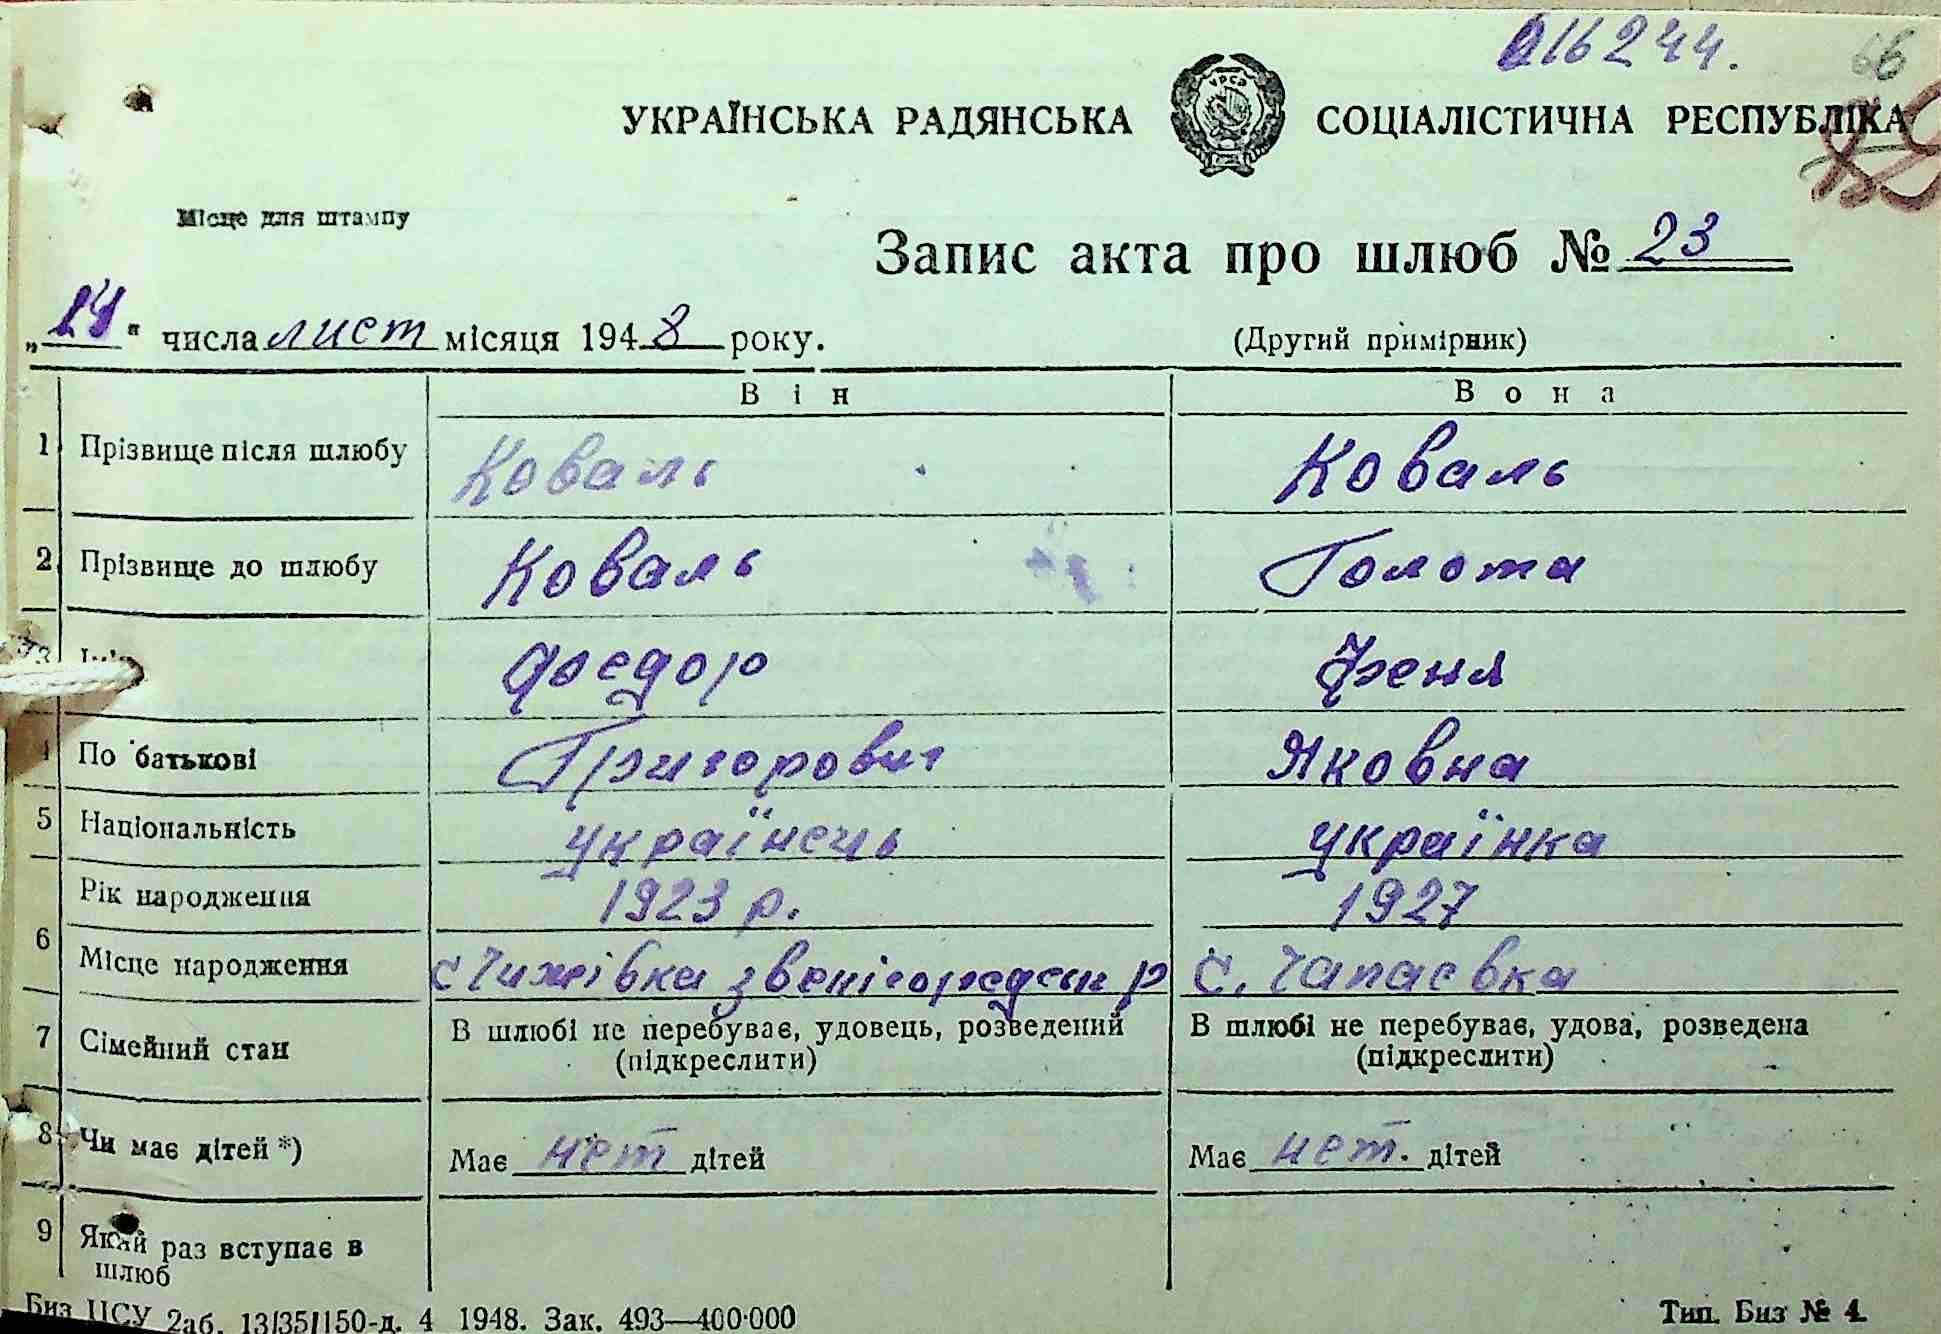 016244. 66
УКРАЇНСЬКА РАДЯНСЬКА УРСР СОЦІАЛІСТИЧНА РЕСПУБЛІКА
Місце для штампу
Запис акта про шлюб № 23
„ " числа лист місяця 1948 року.
(Другий примірник)
Він Вона
1 Прізвище після шлюбу Коваль Коваль
2 Прізвище до шлюбу Коваль Голота
3 Федор Феня
4 По батькові Григорович Яковна
5 Національність українець українка
Рік народження 1923 р. 1927
6 Місце народження с Чижівка р с. Чапаєвка
7 Сімейний стан В шлюбі не перебуває, удовець, розведений В шлюбі не перебуває, удова, розведена
(підкреслити) (підкреслити)
8 Чи має дітей *) Має нет дітей Має нет. дітей
9 Який раз вступає в
шлюб
Биз ЦСУ 2аб. 13/35/150-д. 4 1948. Зак. 493—400·000 Тип. Биз № 4.